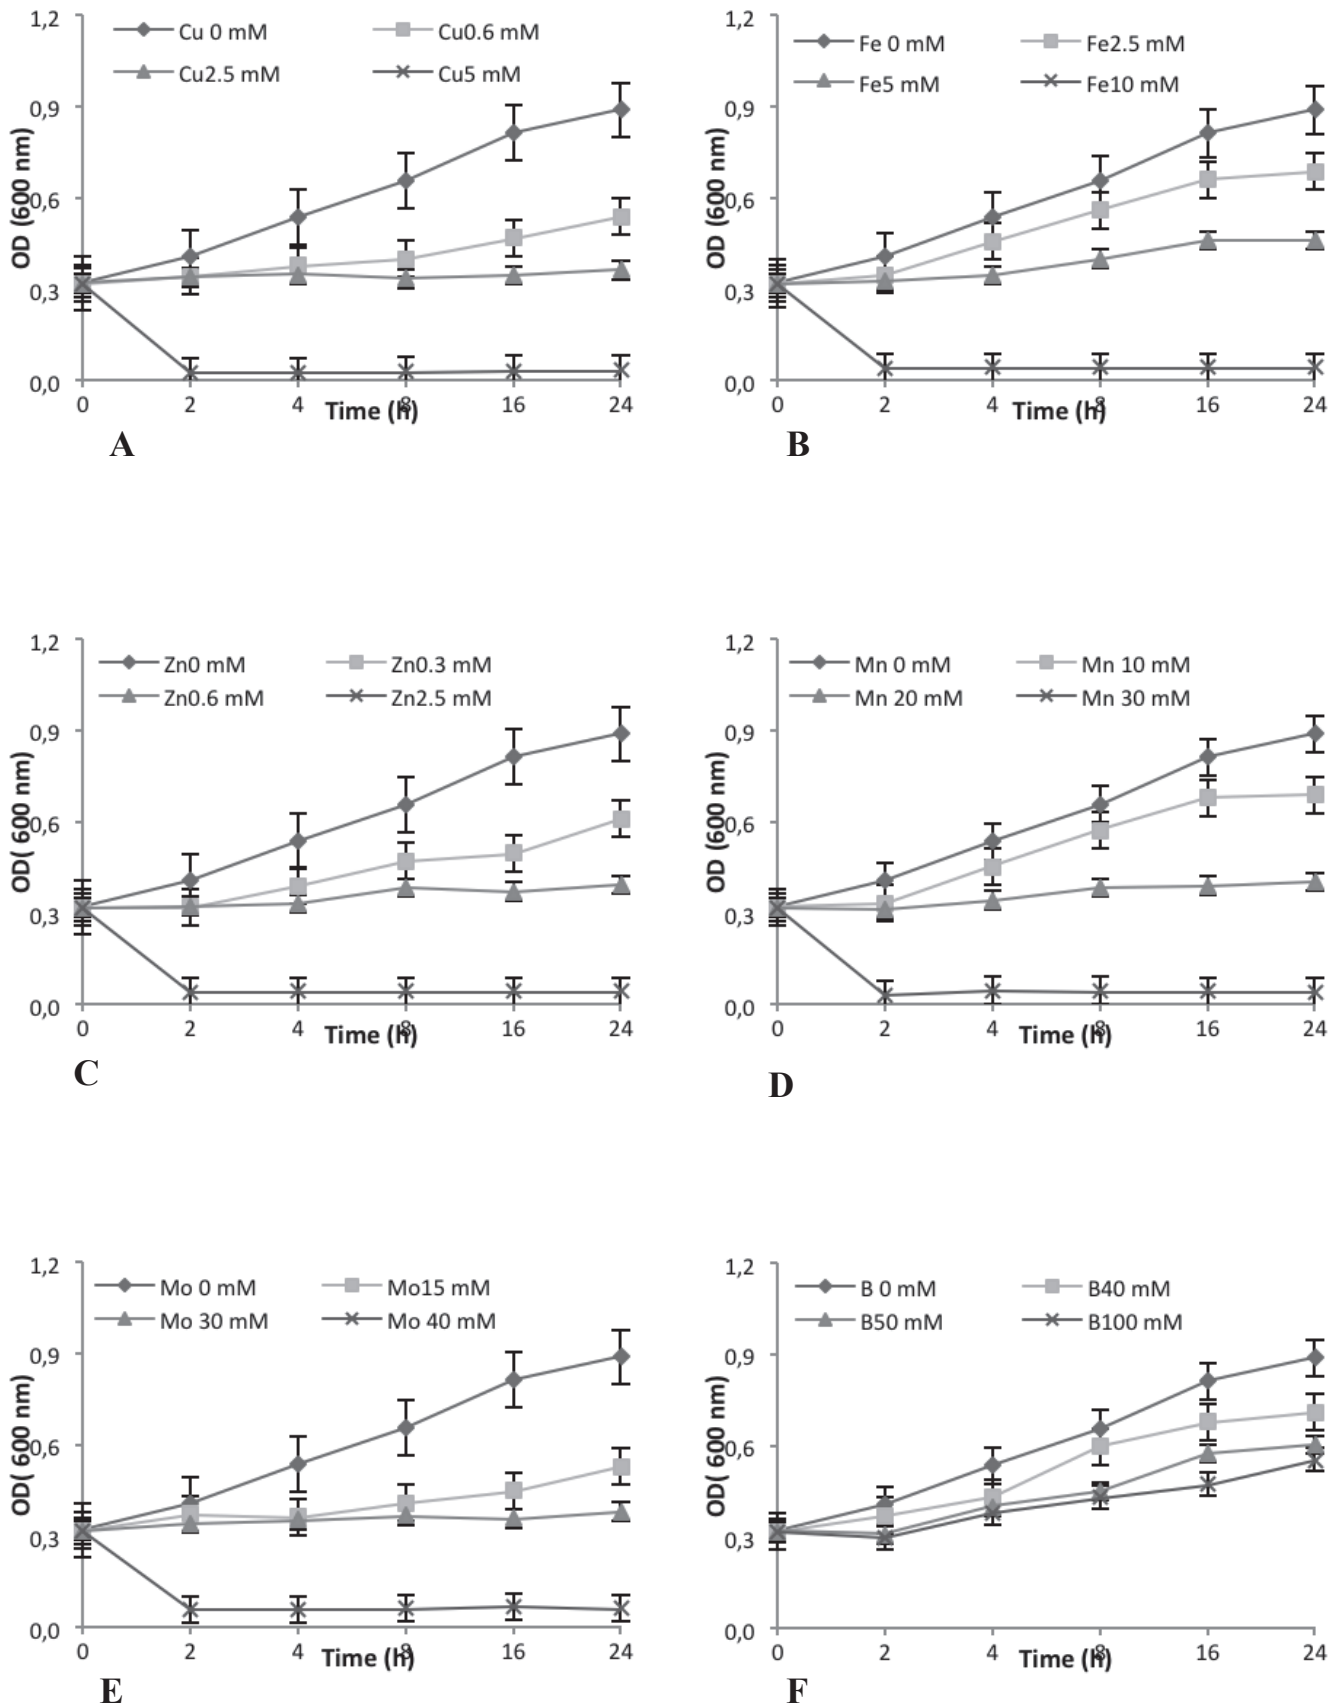 1,2
Cu 0 mM
Cu0.6 mM
Cu2.5 mM
Cu5 mM
0,9
0,6
0,3
0,0
OD (600 nm)
0 2 4 8 16 24
Time (h)
A
1,2
Fe 0 mM
Fe2.5 mM
Fe5 mM
Fe10 mM
0,9
0,6
0,3
0,0
OD (600 nm)
0 2 4 8 16 24
Time (h)
B
1,2
Zn0 mM
Zn0.3 mM
Zn0.6 mM
Zn2.5 mM
0,9
0,6
0,3
0,0
OD( 600 nm)
0 2 4 8 16 24
Time (h)
C
1,2
Mn 0 mM
Mn 10 mM
Mn 20 mM
Mn 30 mM
0,9
0,6
0,3
0,0
OD (600 nm)
0 2 4 8 16 24
Time (h)
D
1,2
Mo 0 mM
Mo15 mM
Mo 30 mM
Mo 40 mM
0,9
0,6
0,3
0,0
OD( 600 nm)
0 2 4 8 16 24
Time (h)
E
1,2
B 0 mM
B40 mM
B50 mM
B100 mM
0,9
0,6
0,3
0,0
OD( 600 nm)
0 2 4 8 16 24
Time (h)
F